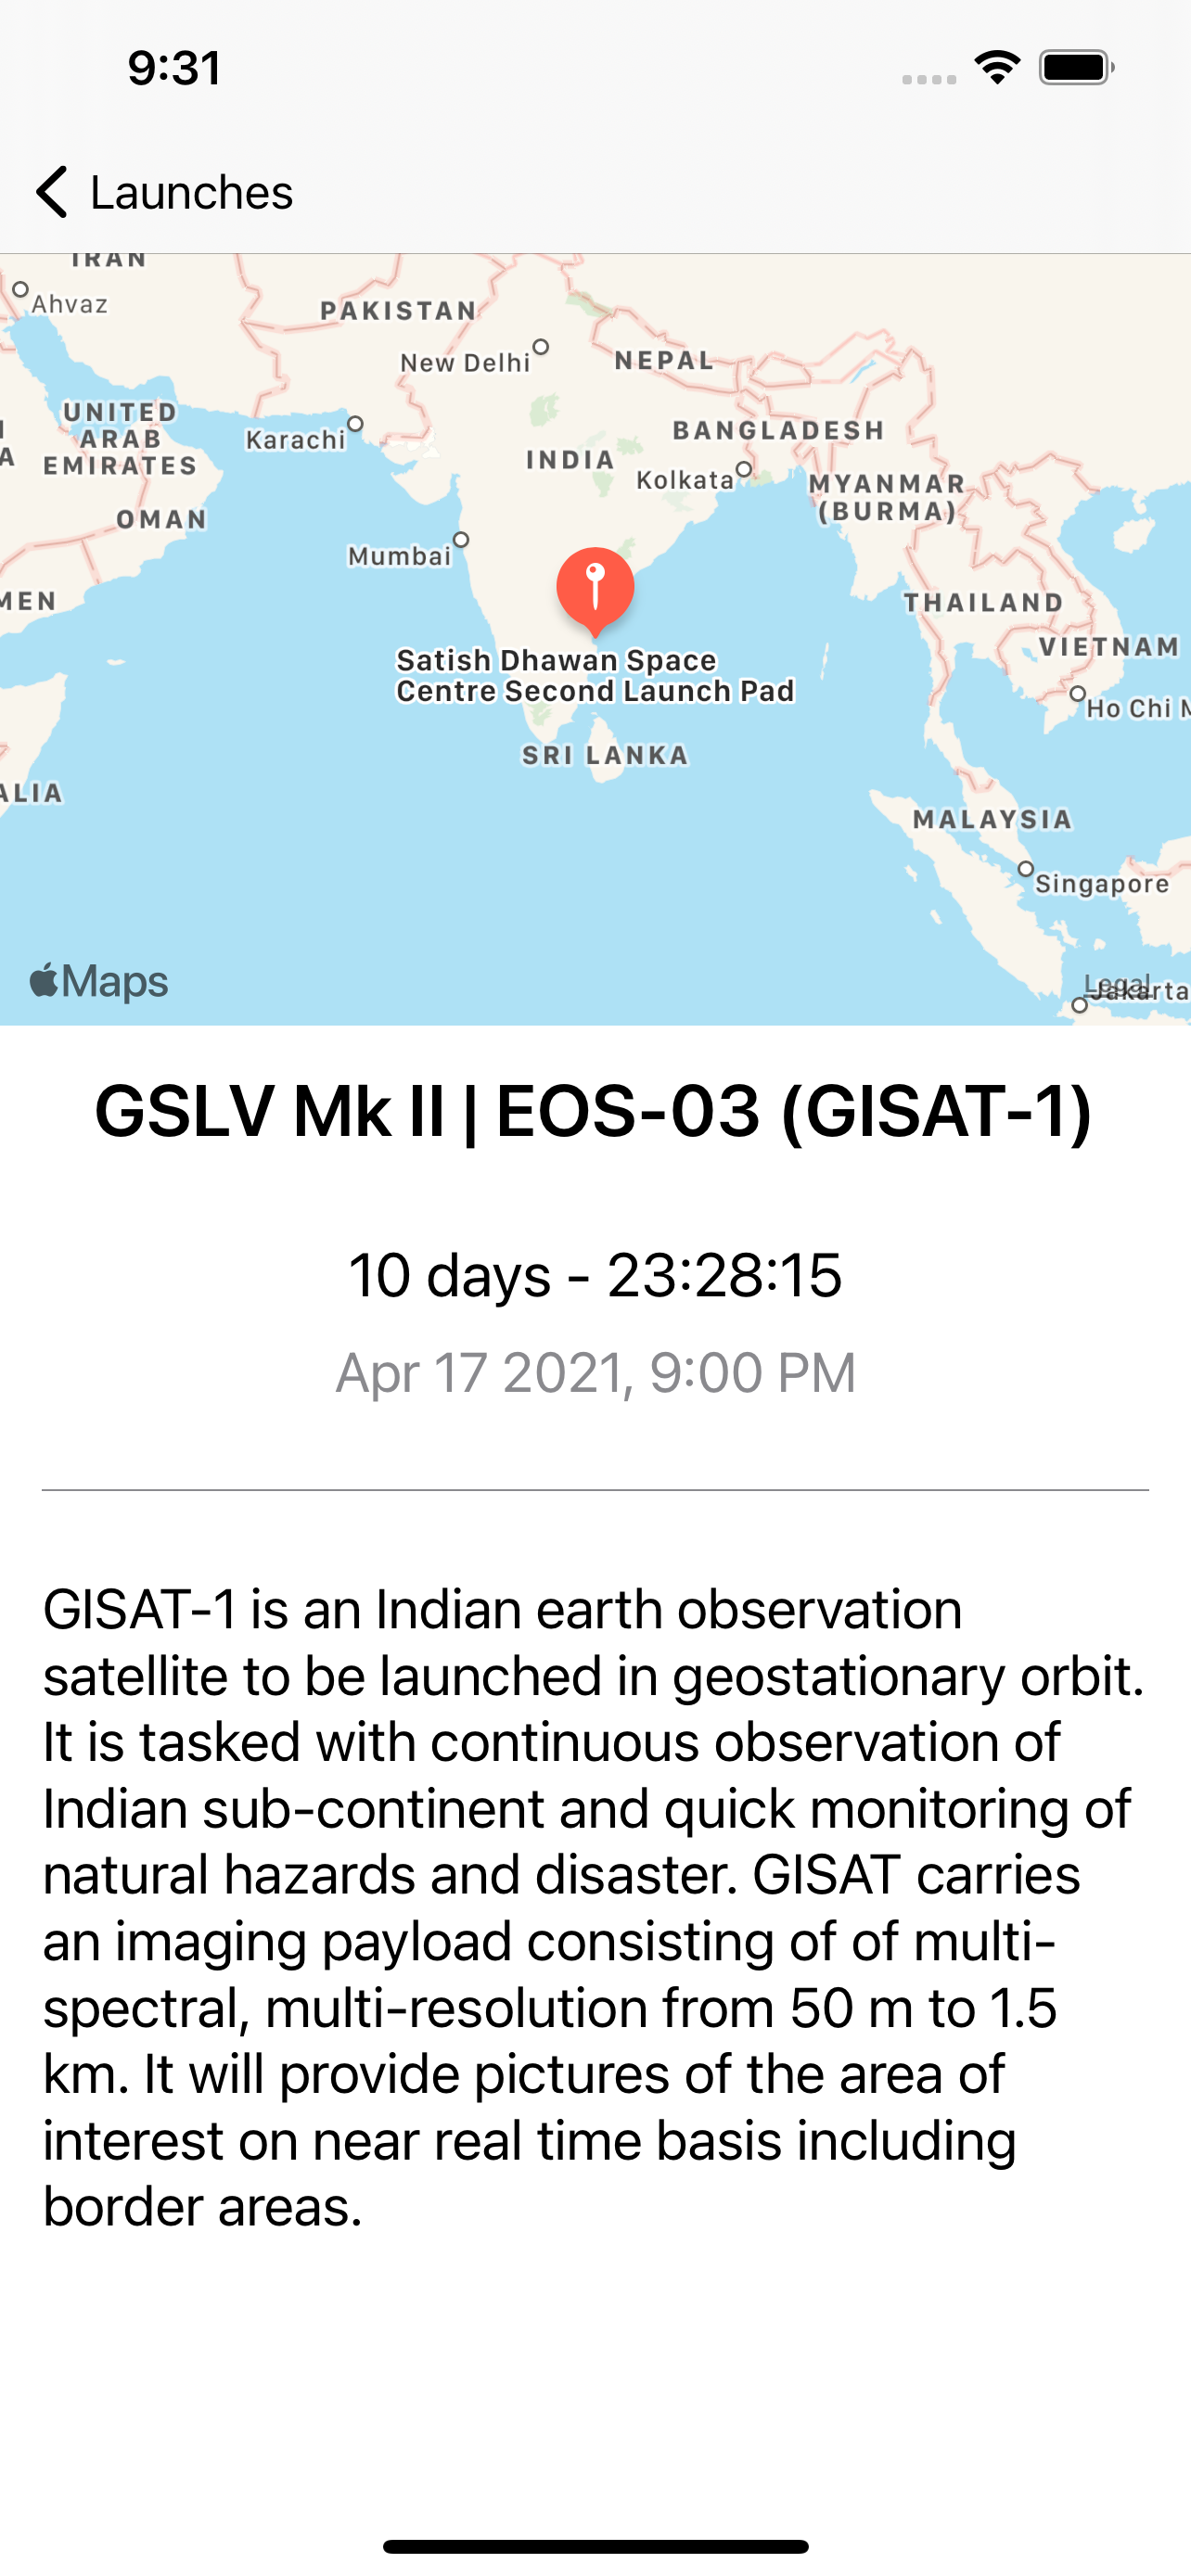 9:31
Launches
IRAN
Ahvaz
PAKISTAN
New Delhi
NEPAL
UNITED
ARAB
EMIRATES
Karachi
BANGLADESH
INDIA
Kolkata
MYANMAR
(BURMA)
OMAN
Mumbai
MEN
THAILAND
VIETNAM
Satish Dhawan Space
Centre Second Launch Pad
Ho Chi M
SRI LANKA
ALIA
MALAYSIA
Singapore
Maps
Legal
Jakarta
GSLV Mk II | EOS-03 (GISAT-1)
10 days - 23:28:15
Apr 17 2021, 9:00 PM
GISAT-1 is an Indian earth observation
satellite to be launched in geostationary orbit.
It is tasked with continuous observation of
Indian sub-continent and quick monitoring of
natural hazards and disaster. GISAT carries
an imaging payload consisting of of multi-
spectral, multi-resolution from 50 m to 1.5
km. It will provide pictures of the area of
interest on near real time basis including
border areas.